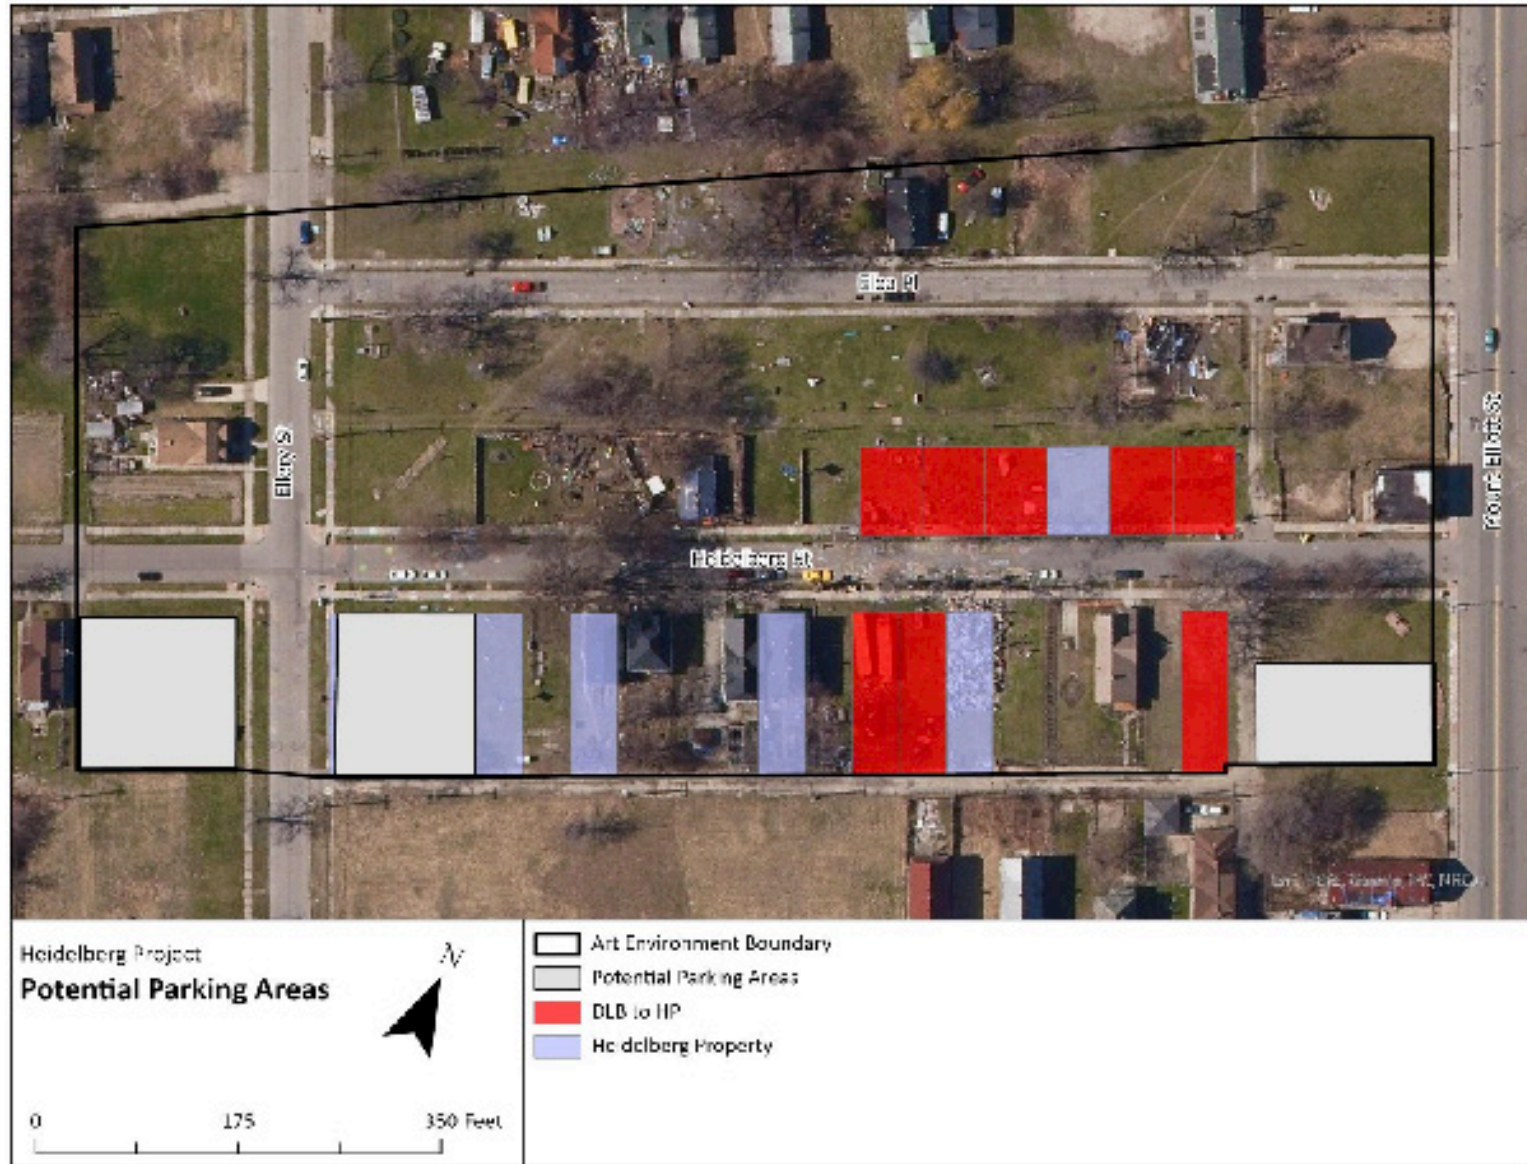 Elba Pl
Ellery St
Mount Elliott St
Heidelberg St
Heidelberg Project
Potential Parking Areas
N
0 175 350 Feet
Art Environment Boundary
Potential Parking Areas
DLB to HP
Heidelberg Property